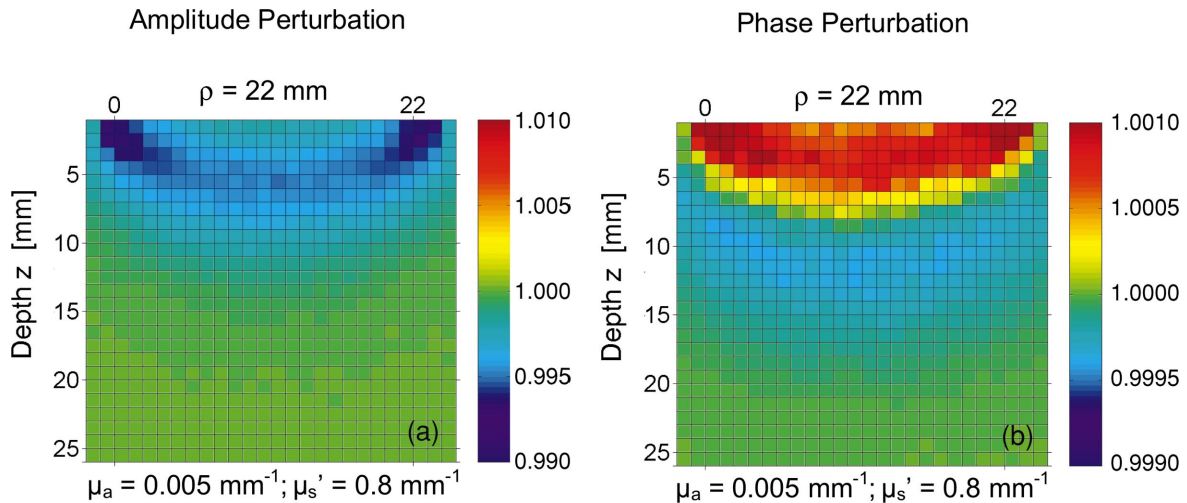 Amplitude Perturbation
Phase Perturbation
0 ρ = 22 mm 22
0 ρ = 22 mm 22
Depth z [mm]
5
10
15
20
25
1.010
1.005
1.000
0.995
0.990
(a)
μa = 0.005 mm-1; μs' = 0.8 mm-1
Depth z [mm]
5
10
15
20
25
1.0010
1.0005
1.0000
0.9995
0.9990
(b)
μa = 0.005 mm-1; μs' = 0.8 mm-1